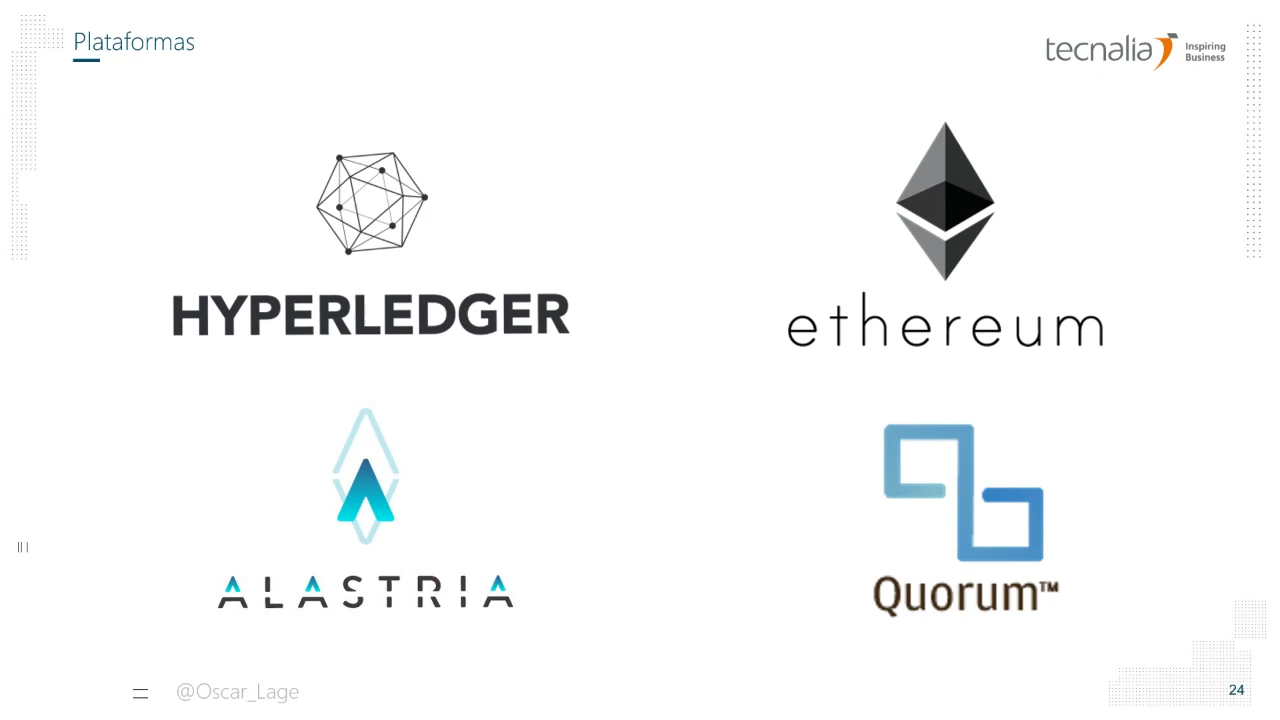 Plataformas
tecnalia Inspiring
Business
HYPERLEDGER
ethereum
ALASTRIA
Quorum™
@Oscar_Lage
24